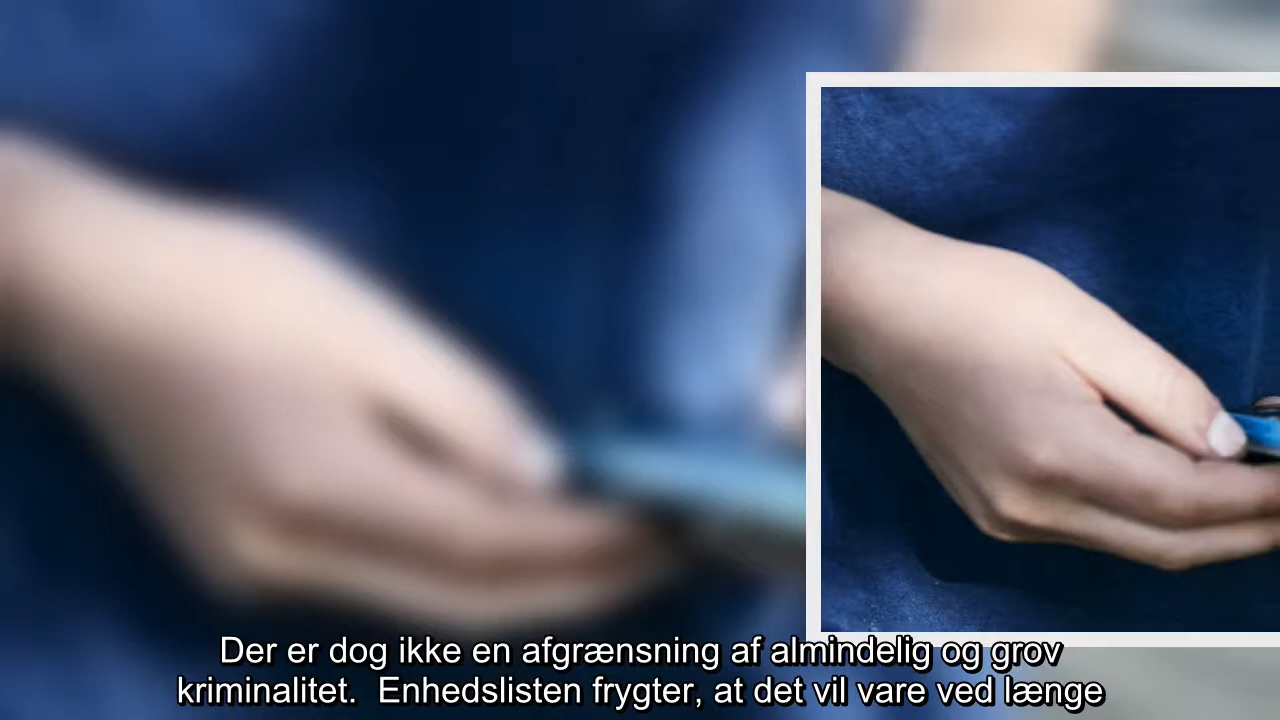 Der er dog ikke en afgrænsning af almindelig og grov
kriminalitet.  Enhedslisten frygter, at det vil vare ved længe